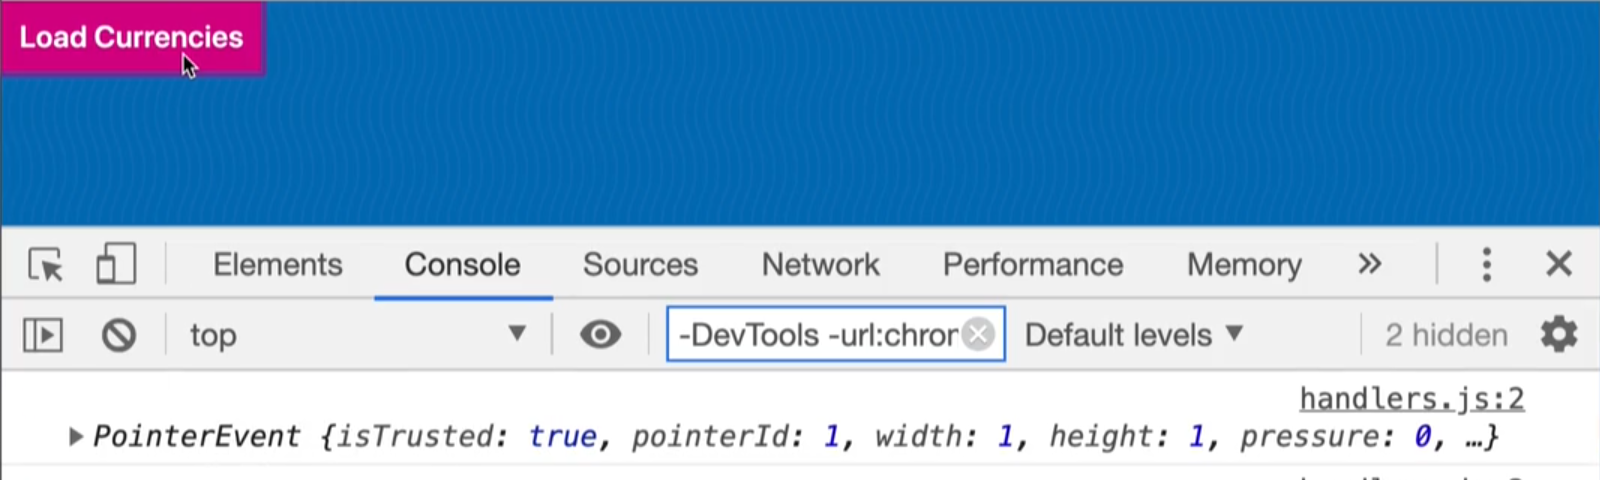 Load Currencies
Elements Console Sources Network Performance Memory »
top -DevTools -url:chror Default levels 2 hidden
handlers.js:2
PointerEvent {isTrusted: true, pointerId: 1, width: 1, height: 1, pressure: 0, …}